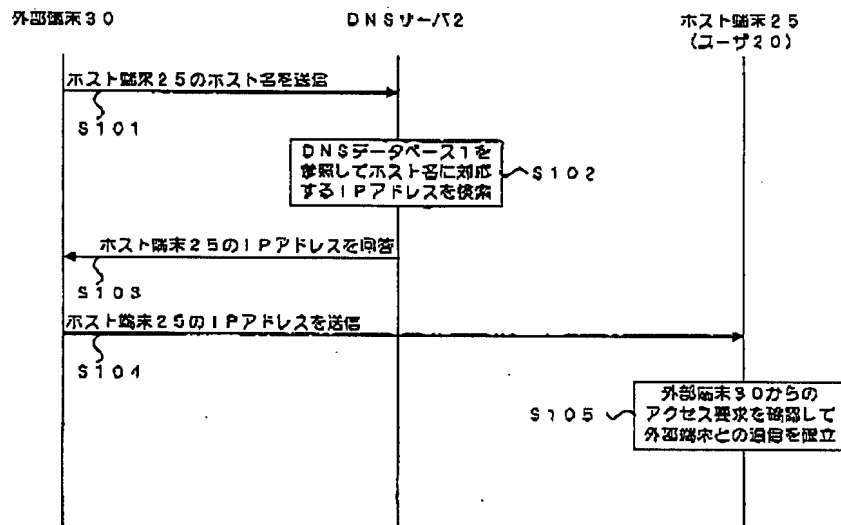 外部端末30
DNSサーバ2
ホスト端末25
(ユーザ20)
ホスト端末25のホスト名を送信
S101
DNSデータベース1を
参照してホスト名に対応
するIPアドレスを検索
S102
ホスト端末25のIPアドレスを回答
S103
ホスト端末25のIPアドレスを送信
S104
外部端末30からの
アクセス要求を確認して
外部端末との通信を確立
S105